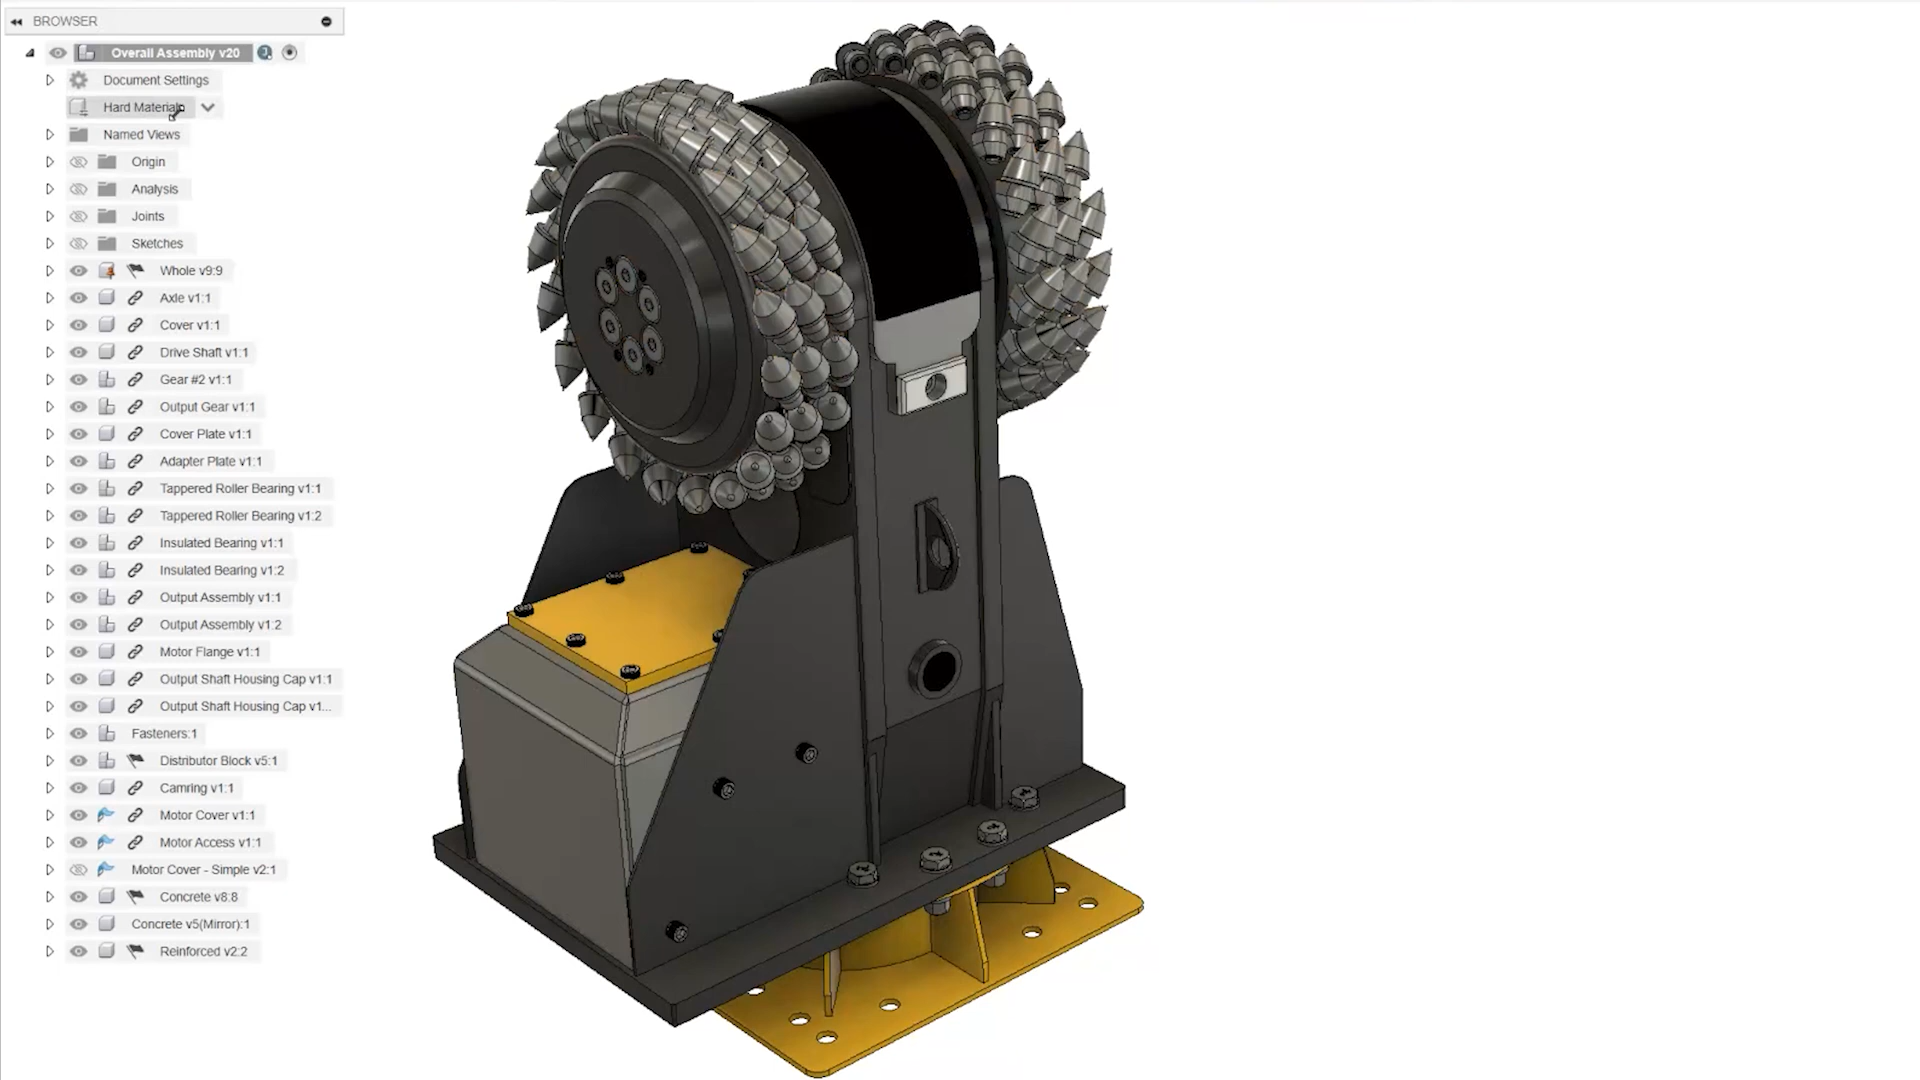 BROWSER
Overall Assembly v20
Document Settings
Hard Materials
Named Views
Origin
Analysis
Joints
Sketches
Whole v9:9
Axle v1:1
Cover v1:1
Drive Shaft v1:1
Gear #2 v1:1
Output Gear v1:1
Cover Plate v1:1
Adapter Plate v1:1
Tappered Roller Bearing v1:1
Tappered Roller Bearing v1:2
Insulated Bearing v1:1
Insulated Bearing v1:2
Output Assembly v1:1
Output Assembly v1:2
Motor Flange v1:1
Output Shaft Housing Cap v1:1
Output Shaft Housing Cap v1...
Fasteners:1
Distributor Block v5:1
Camring v1:1
Motor Cover v1:1
Motor Access v1:1
Motor Cover - Simple v2:1
Concrete v8:8
Concrete v5(Mirror):1
Reinforced v2:2